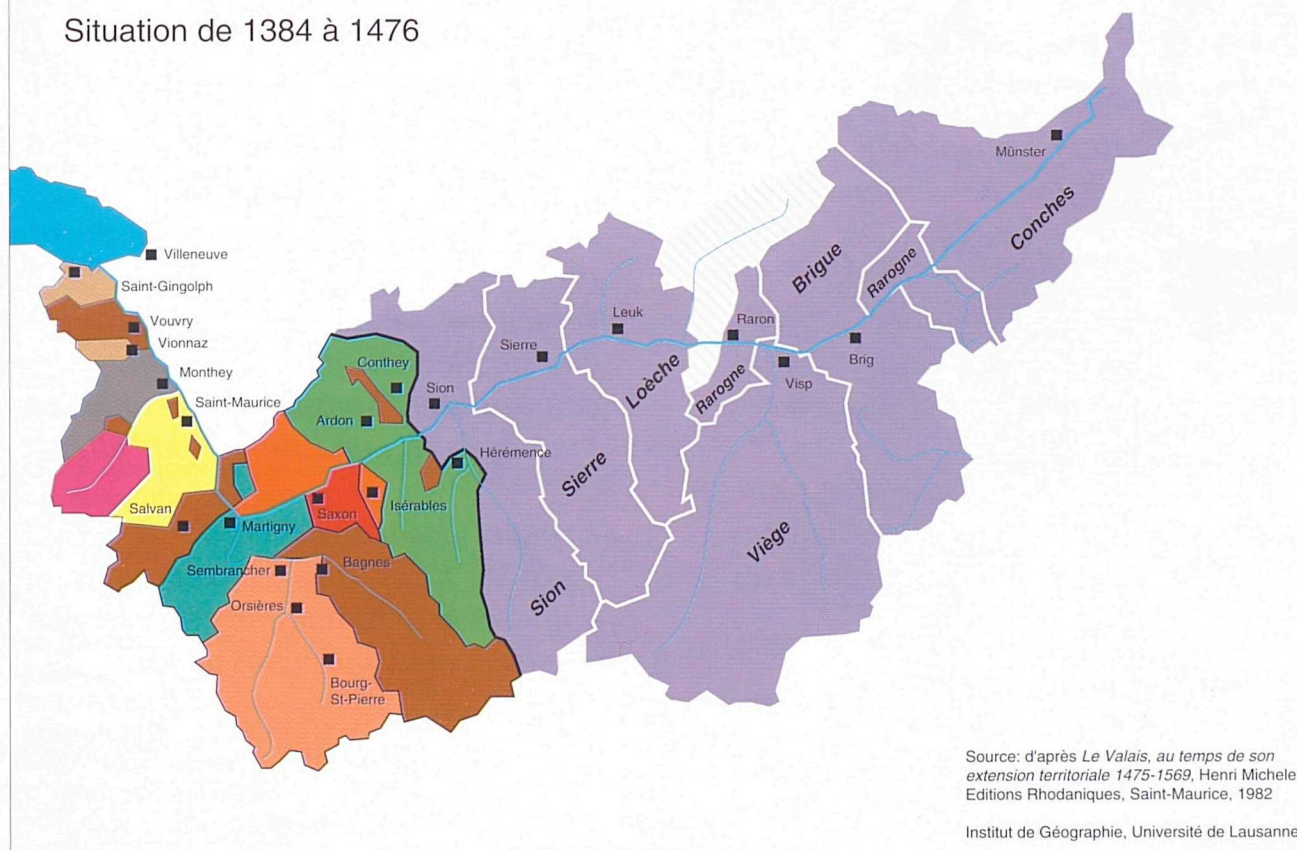 Situation de 1384 à 1476
Münster
Conches
Villeneuve
Saint-Gingolph
Brigue
Rarogne
Vouvry
Vionnaz
Leuk
Raron
Sierre
Brig
Monthey
Conthey
Visp
Loèche
Rarogne
Saint-Maurice
Sion
Ardon
Hérémence
Sierre
Salvan
Saxon
Isérables
Martigny
Viège
Sembrancher
Bagnes
Sion
Orsières
Bourg-
St-Pierre
Source: d'après Le Valais, au temps de son
extension territoriale 1475-1569, Henri Michele
Editions Rhodaniques, Saint-Maurice, 1982
Institut de Géographie, Université de Lausanne